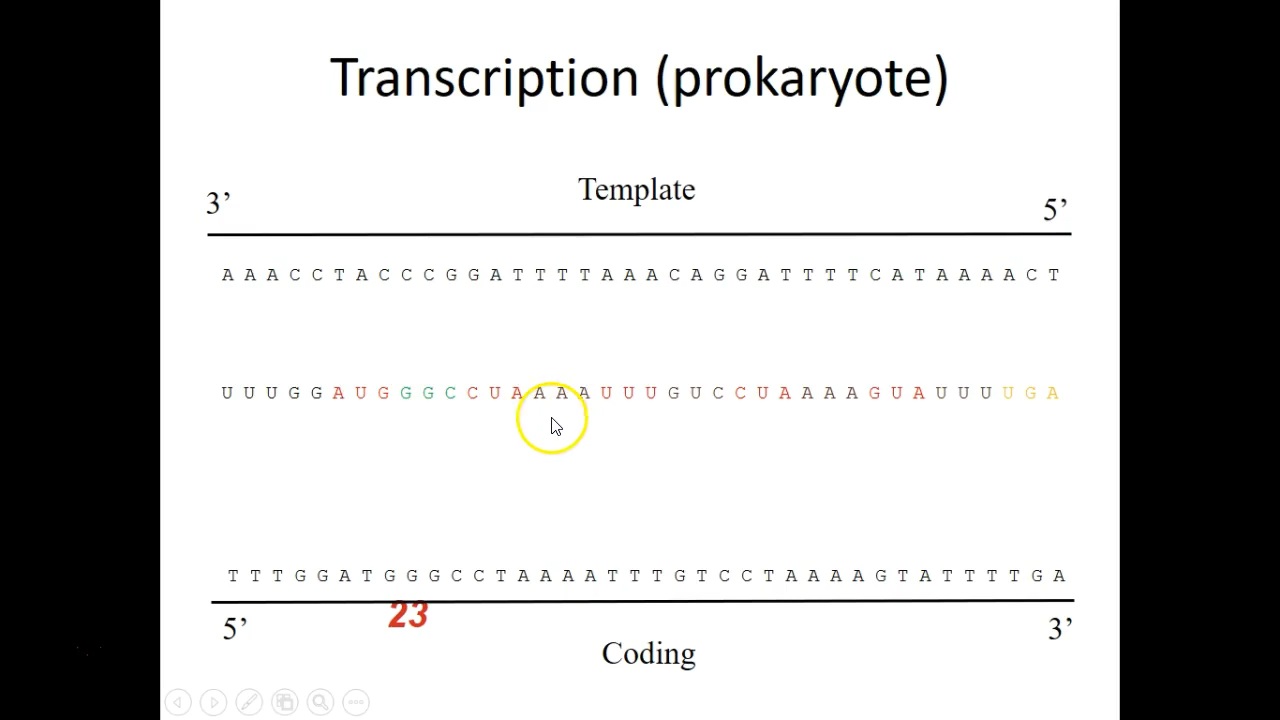 Transcription (prokaryote)
Template
3’ 5’
A A A C C T A C C C G G A T T T T A A A C A G G A T T T T C A T A A A A C T
U U U G G A U G G G C C U A A A A U U U G U C C U A A A A G U A U U U U G A
T T T G G A T G G G C C T A A A A T T T G T C C T A A A A G T A T T T T G A
23
5’ 3’
Coding